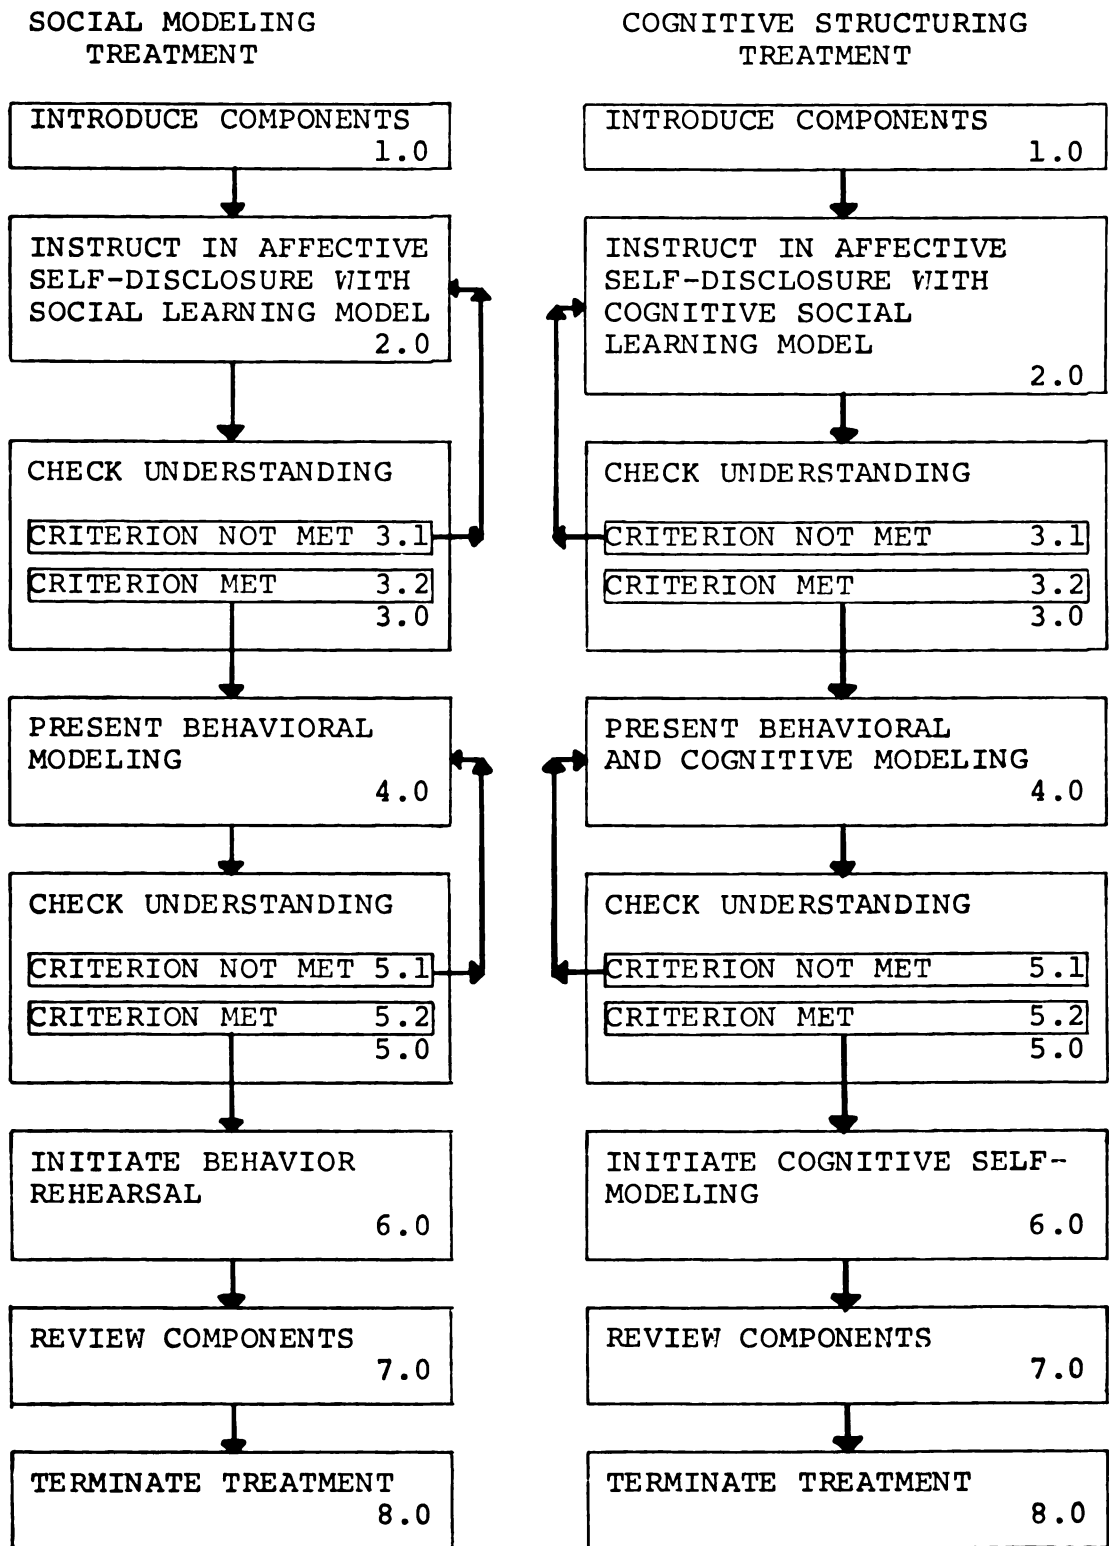 SOCIAL MODELING
TREATMENT
INTRODUCE COMPONENTS
1.0
INSTRUCT IN AFFECTIVE
SELF-DISCLOSURE WITH
SOCIAL LEARNING MODEL
2.0
CHECK UNDERSTANDING
CRITERION NOT MET 3.1
CRITERION MET 3.2
3.0
PRESENT BEHAVIORAL
MODELING
4.0
CHECK UNDERSTANDING
CRITERION NOT MET 5.1
CRITERION MET 5.2
5.0
INITIATE BEHAVIOR
REHEARSAL
6.0
REVIEW COMPONENTS
7.0
TERMINATE TREATMENT
8.0
COGNITIVE STRUCTURING
TREATMENT
INTRODUCE COMPONENTS
1.0
INSTRUCT IN AFFECTIVE
SELF-DISCLOSURE WITH
COGNITIVE SOCIAL
LEARNING MODEL
2.0
CHECK UNDERSTANDING
CRITERION NOT MET 3.1
CRITERION MET 3.2
3.0
PRESENT BEHAVIORAL
AND COGNITIVE MODELING
4.0
CHECK UNDERSTANDING
CRITERION NOT MET 5.1
CRITERION MET 5.2
5.0
INITIATE COGNITIVE SELF-
MODELING
6.0
REVIEW COMPONENTS
7.0
TERMINATE TREATMENT
8.0